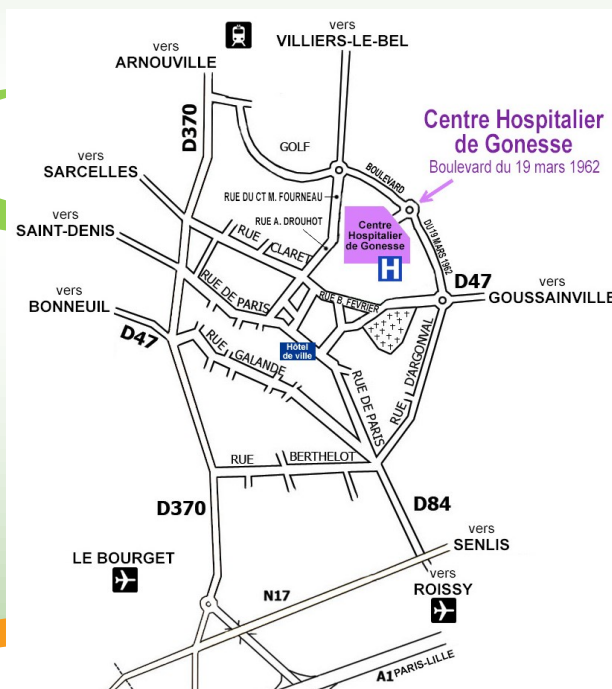 vers
VILLIERS-LE-BEL
vers
ARNOUVILLE
D370
Centre Hospitalier
de Gonesse
Boulevard du 19 mars 1962
GOLF
BOULEVARD
DU 19 MARS 1962
vers
SARCELLES
RUE DU CT M. FOURNEAU
RUE A. DROUHOT
vers
SAINT-DENIS
RUE
CLARET
Centre
Hospitalier
de Gonesse
H
vers
BONNEUIL
D47
RUE DE PARIS
RUE B. FEVRIER
D47
vers
GOUSSAINVILLE
Hôtel
de ville
RUE
GALANDE
RUE DE PARIS
RUE
D'ARGONVAL
RUE
BERTHELOT
D370
D84
vers
SENLIS
LE BOURGET
vers
ROISSY
N17
A1 PARIS-LILLE